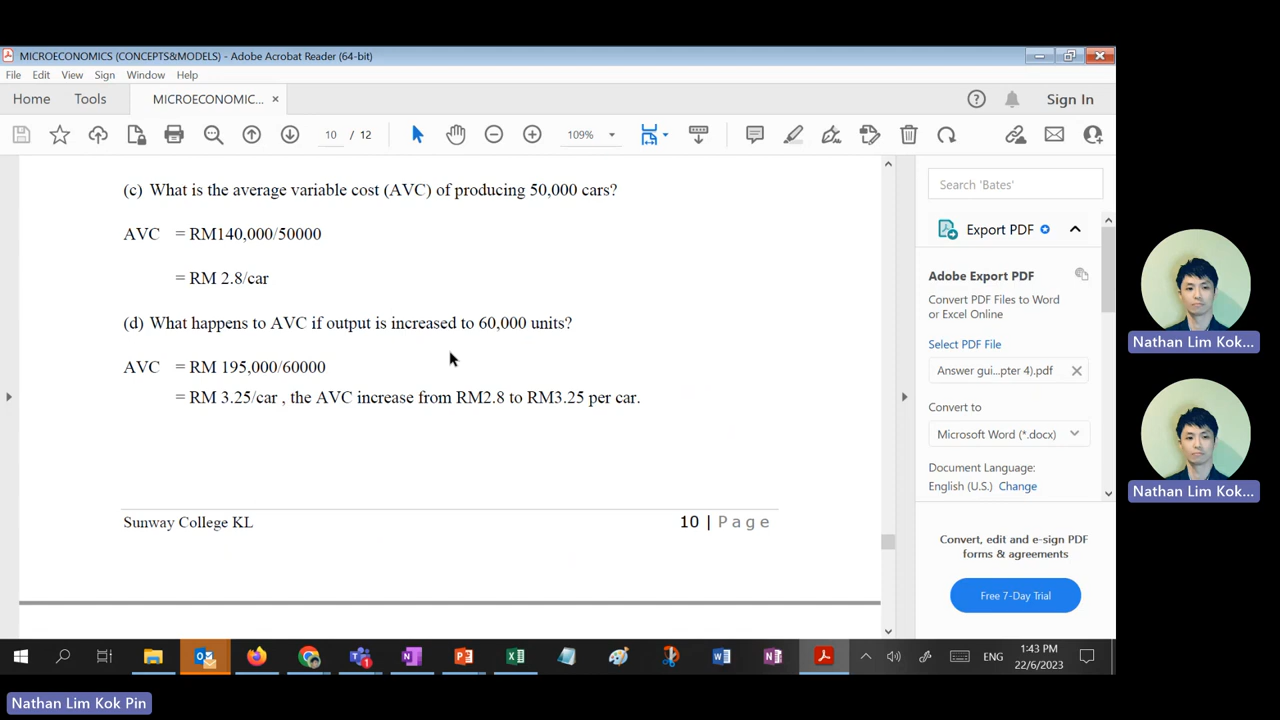 MICROECONOMICS (CONCEPTS&MODELS) - Adobe Acrobat Reader (64-bit)
File Edit View Sign Window Help
Home Tools MICROECONOMIC... × Sign In
10 / 12 109%
(c) What is the average variable cost (AVC) of producing 50,000 cars?
AVC = RM140,000/50000
= RM 2.8/car
(d) What happens to AVC if output is increased to 60,000 units?
AVC = RM 195,000/60000
= RM 3.25/car , the AVC increase from RM2.8 to RM3.25 per car.
Sunway College KL 10 | Page
Search 'Bates'
Export PDF
Adobe Export PDF
Convert PDF Files to Word
or Excel Online
Select PDF File
Answer gui...pter 4).pdf
Convert to
Microsoft Word (*.docx)
Document Language:
English (U.S.) Change
Convert, edit and e-sign PDF
forms & agreements
Free 7-Day Trial
Nathan Lim Kok...
Nathan Lim Kok...
ENG 1:43 PM
22/6/2023
Nathan Lim Kok Pin